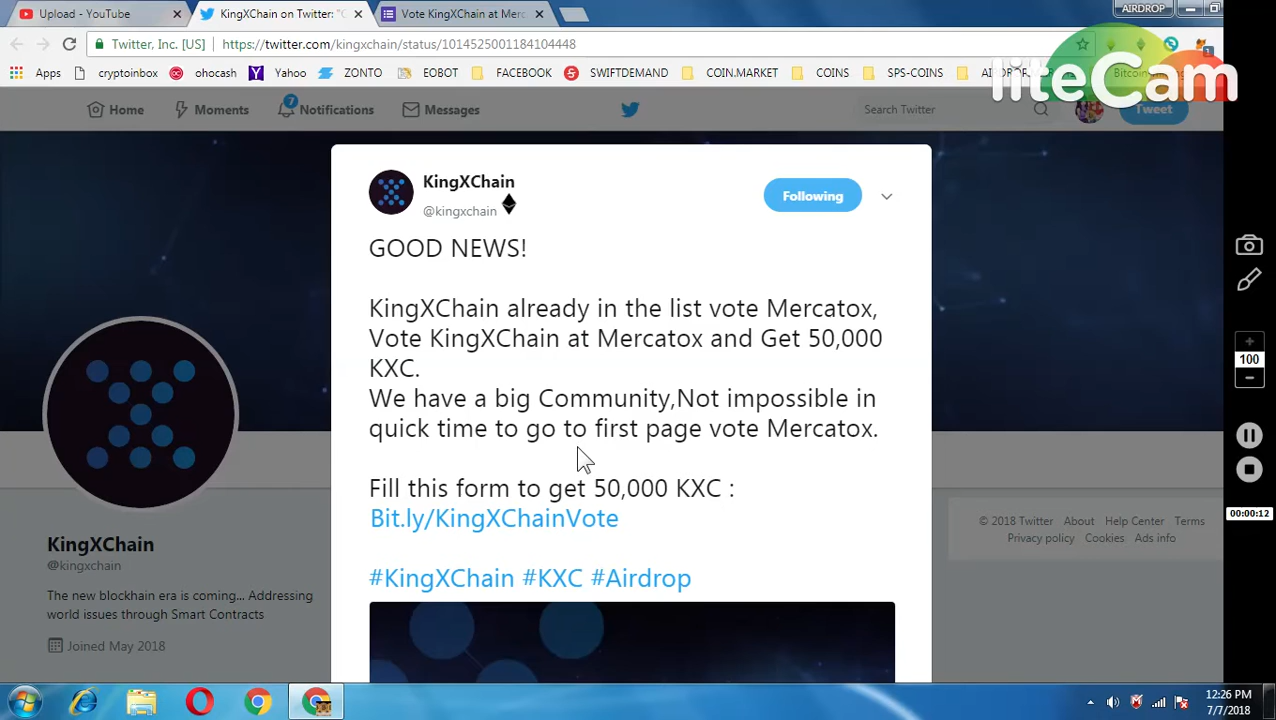 Upload - YouTube
KingXChain on Twitter: "G
Vote KingXChain at Merc
AIRDROP
Twitter, Inc. [US]
https://twitter.com/kingxchain/status/1014525001184104448
Apps
cryptoinbox
ohocash
Yahoo
ZONE
EOBOT
FACEBOOK
SWIFTDEMAND
COIN.MARKET
COINS
SPS-COINS
liteCam
Home
Moments
7
Notifications
Messages
Search Twitter
Tweet
KingXChain
@kingxchain
Following
GOOD NEWS!
KingXChain already in the list vote Mercatox,
Vote KingXChain at Mercatox and Get 50,000
KXC.
We have a big Community,Not impossible in
quick time to go to first page vote Mercatox.
Fill this form to get 50,000 KXC :
Bit.ly/KingXChainVote
#KingXChain #KXC #Airdrop
KingXChain
@kingxchain
The new blockhain era is coming... Addressing
world issues through Smart Contracts
Joined May 2018
© 2018 Twitter About Help Center Terms
Privacy policy Cookies Ads info
100
00:00:12
12:26 PM
7/7/2018